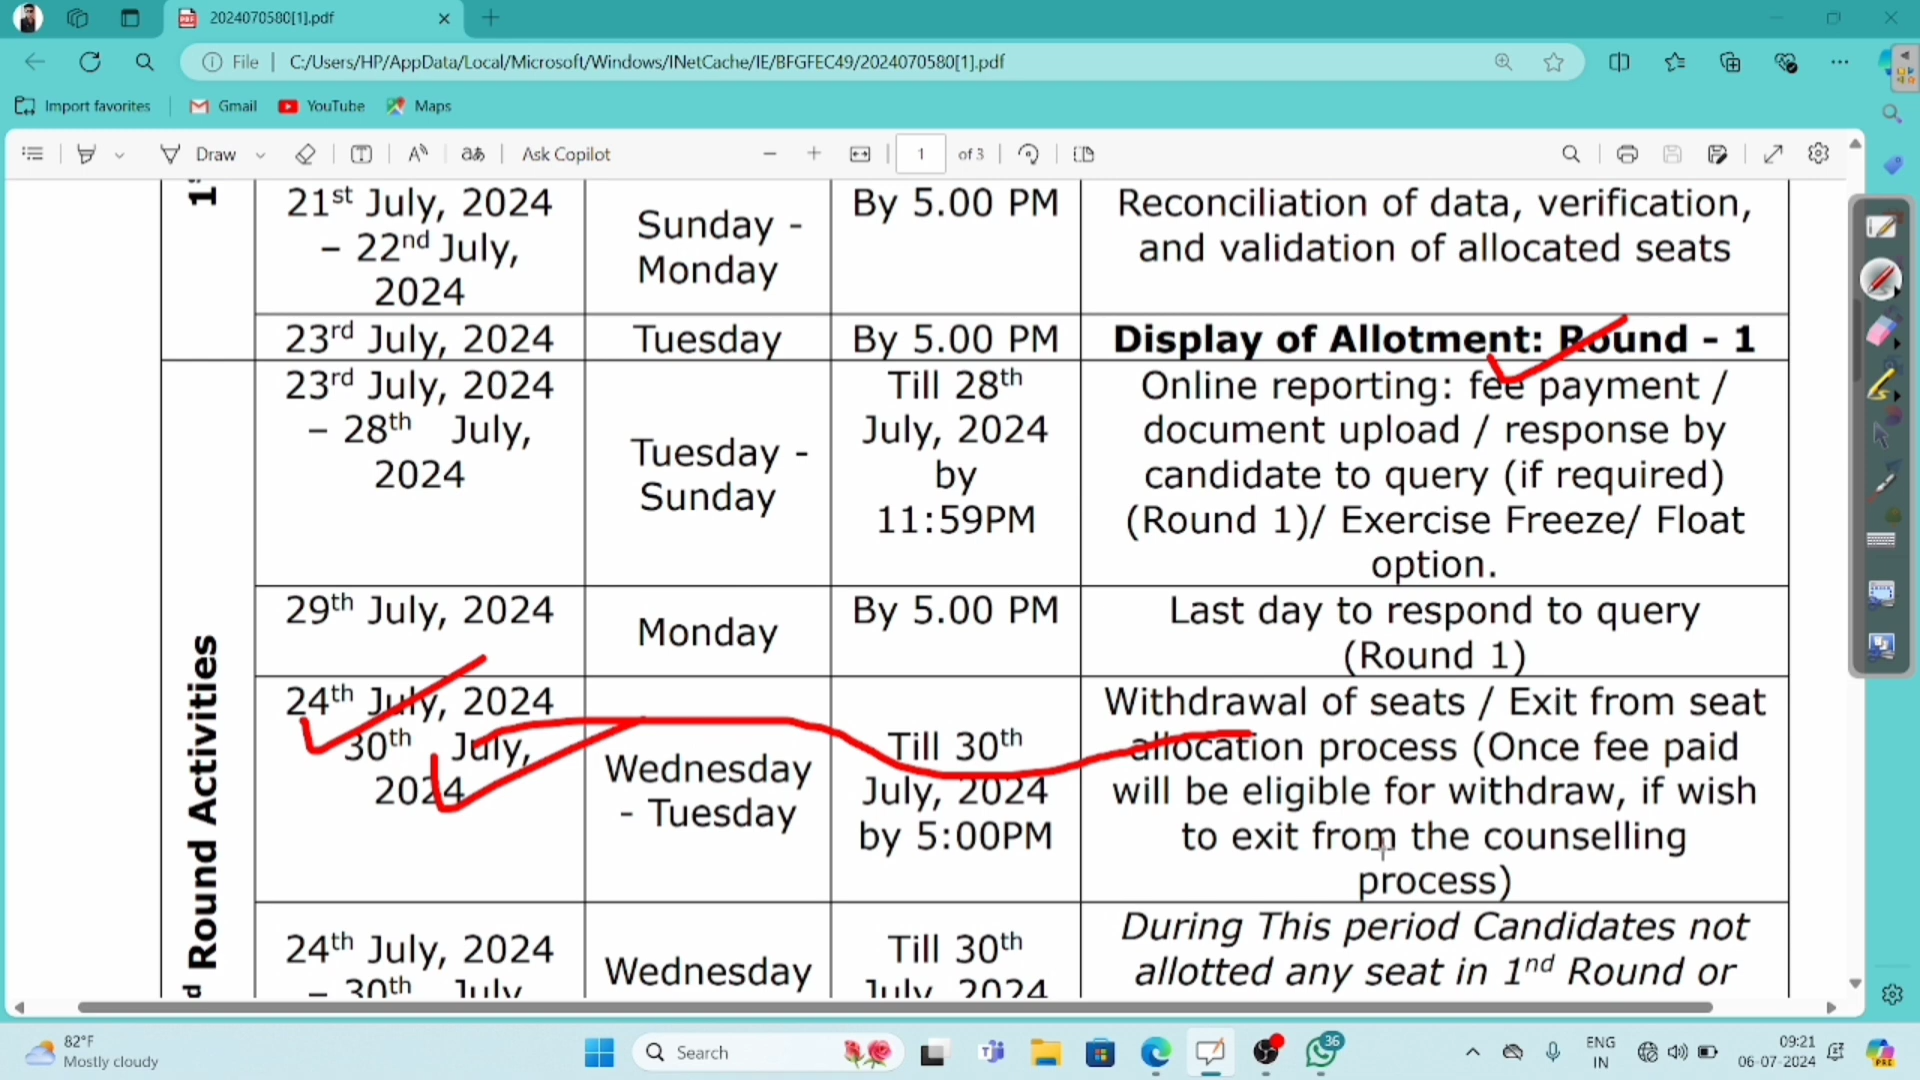 2024070580[1].pdf
File
C:/Users/HP/AppData/Local/Microsoft/Windows/INetCache/IE/BFGFEC49/2024070580[1].pdf
Import favorites
Gmail
YouTube
Maps
Draw
Ask Copilot
1 of 3
21st July, 2024
– 22nd July,
2024
Sunday -
Monday
By 5.00 PM
Reconciliation of data, verification,
and validation of allocated seats
23rd July, 2024
Tuesday
By 5.00 PM
Display of Allotment: Round - 1
Round Activities
23rd July, 2024
– 28th July,
2024
Tuesday -
Sunday
Till 28th
July, 2024
by
11:59PM
Online reporting: fee payment /
document upload / response by
candidate to query (if required)
(Round 1)/ Exercise Freeze/ Float
option.
29th July, 2024
Monday
By 5.00 PM
Last day to respond to query
(Round 1)
24th July, 2024
30th July,
2024
Wednesday
- Tuesday
Till 30th
July, 2024
by 5:00PM
Withdrawal of seats / Exit from seat
allocation process (Once fee paid
will be eligible for withdraw, if wish
to exit from the counselling
process)
24th July, 2024
– 30th July
Wednesday
Till 30th
July, 2024
During This period Candidates not
allotted any seat in 1nd Round or
82°F
Mostly cloudy
Search
36
ENG
IN
09:21
06-07-2024